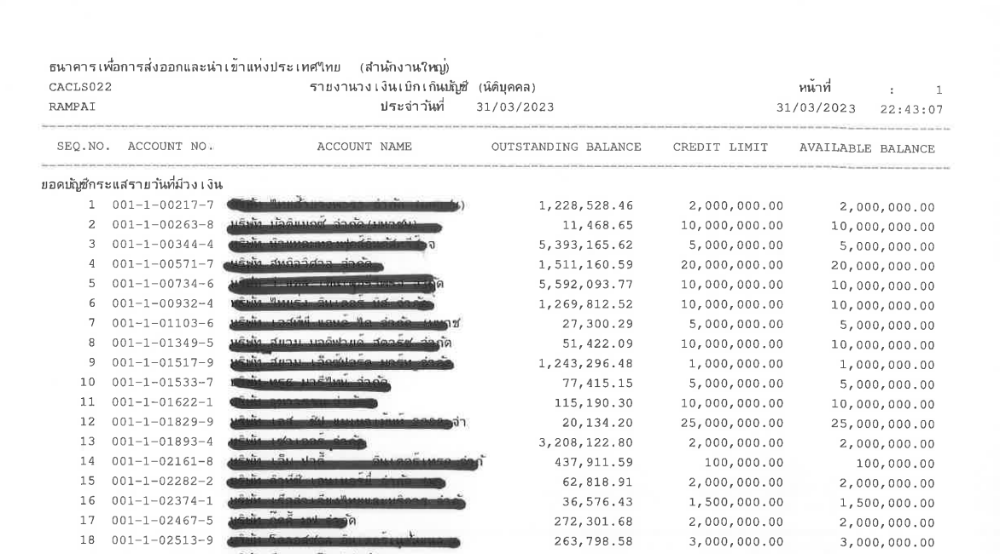 ธนาคารเพื่อการส่งออกและนำเข้าแห่งประเทศไทย (สำนักงานใหญ่)
CACLS022 รายงานวงเงินเบิกเกินบัญชี (นิติบุคคล) หน้าที่ : 1
RAMPAI ประจำวันที่ 31/03/2023 31/03/2023 22:43:07
SEQ.NO. ACCOUNT NO. ACCOUNT NAME OUTSTANDING BALANCE CREDIT LIMIT AVAILABLE BALANCE
ยอดบัญชีกระแสรายวันที่มีวงเงิน
1 001-1-00217-7 1,228,528.46 2,000,000.00 2,000,000.00
2 001-1-00263-8 11,468.65 10,000,000.00 10,000,000.00
3 001-1-00344-4 5,393,165.62 5,000,000.00 5,000,000.00
4 001-1-00571-7 1,511,160.59 20,000,000.00 20,000,000.00
5 001-1-00734-6 5,592,093.77 10,000,000.00 10,000,000.00
6 001-1-00932-4 1,269,812.52 10,000,000.00 10,000,000.00
7 001-1-01103-6 27,300.29 5,000,000.00 5,000,000.00
8 001-1-01349-5 51,422.09 10,000,000.00 10,000,000.00
9 001-1-01517-9 1,243,296.48 1,000,000.00 1,000,000.00
10 001-1-01533-7 77,415.15 5,000,000.00 5,000,000.00
11 001-1-01622-1 115,190.30 10,000,000.00 10,000,000.00
12 001-1-01829-9 20,134.20 25,000,000.00 25,000,000.00
13 001-1-01893-4 3,208,122.80 2,000,000.00 2,000,000.00
14 001-1-02161-8 437,911.59 100,000.00 100,000.00
15 001-1-02282-2 62,818.91 2,000,000.00 2,000,000.00
16 001-1-02374-1 36,576.43 1,500,000.00 1,500,000.00
17 001-1-02467-5 272,301.68 2,000,000.00 2,000,000.00
18 001-1-02513-9 263,798.58 3,000,000.00 3,000,000.00